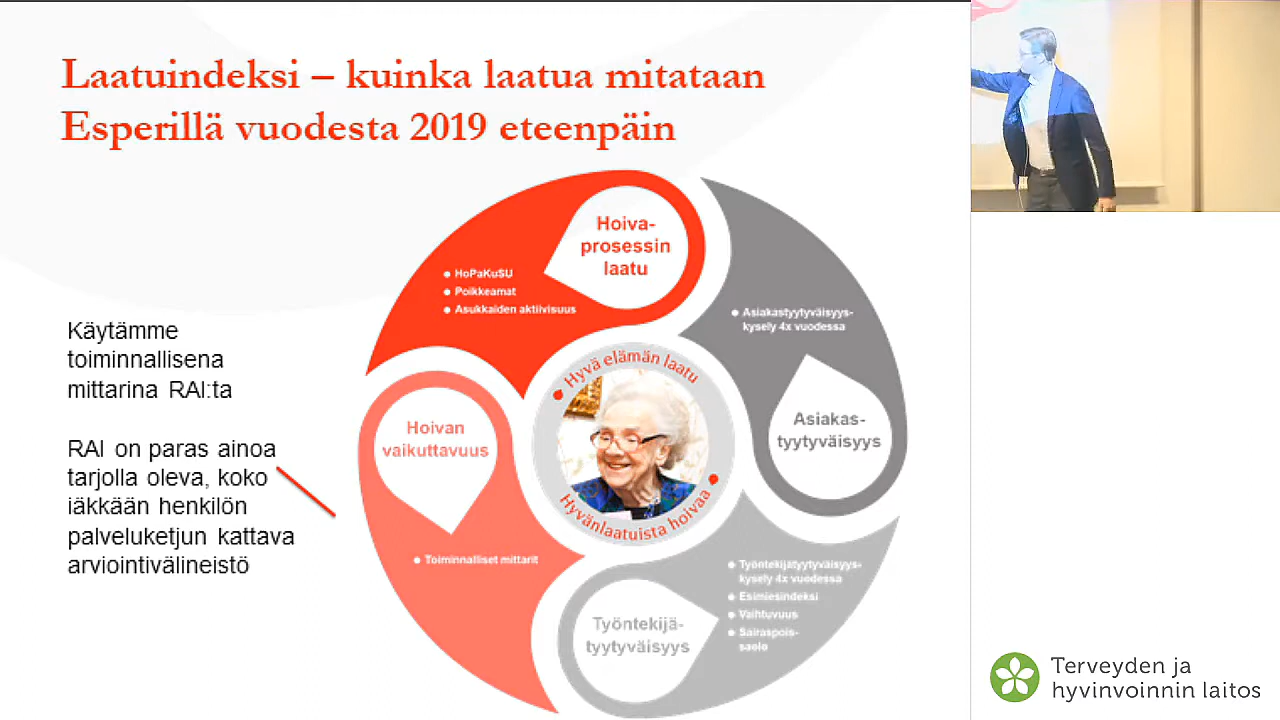 Laatuindeksi – kuinka laatua mitataan
Esperillä vuodesta 2019 eteenpäin
Käytämme
toiminnallisena
mittarina RAI:ta
RAI on paras ainoa
tarjolla oleva, koko
iäkkään henkilön
palveluketjun kattava
arviointivälineistö
Hoiva-
prosessin
laatu
HoPaKuSU
Poikkeamat
Asukkaiden aktiivisuus
Asiakastyytyväisyys-
kysely 4x vuodessa
Asiakas-
tyytyväisyys
Hyvä elämän laatu
Hyvänlaatuista hoivaa
Hoivan
vaikuttavuus
Toiminnalliset mittarit
Työntekijätyytyväisyys-
kysely 4x vuodessa
Esimiesindeksi
Vaihtuvuus
Sairaspois-
saolo
Työntekijä-
tyytyväisyys
Terveyden ja
hyvinvoinnin laitos